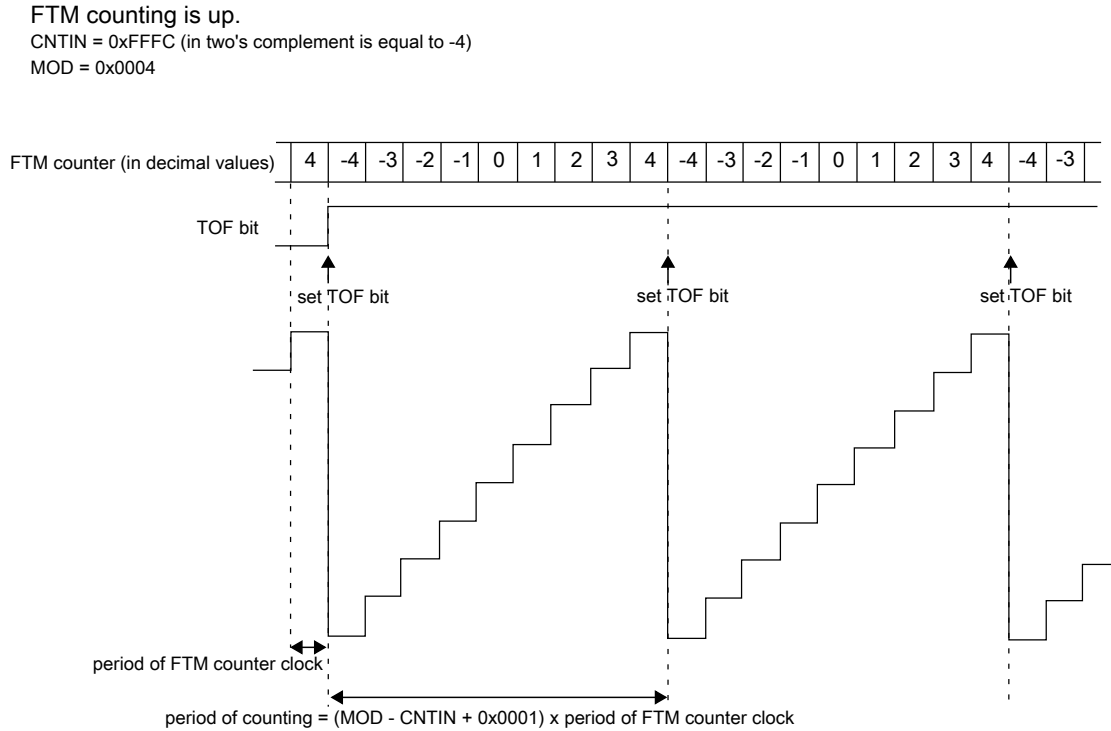 FTM counting is up.
CNTIN = 0xFFFC (in two's complement is equal to -4)
MOD = 0x0004
FTM counter (in decimal values) 4 -4 -3 -2 -1 0 1 2 3 4 -4 -3 -2 -1 0 1 2 3 4 -4 -3
TOF bit
set TOF bit set TOF bit set TOF bit
period of FTM counter clock
period of counting = (MOD - CNTIN + 0x0001) x period of FTM counter clock